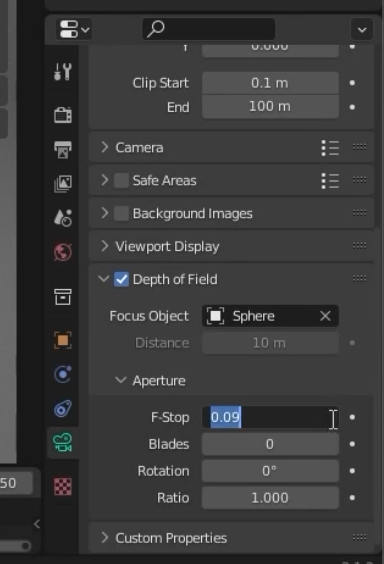 Y 0.000
Clip Start 0.1 m
End 100 m
Camera
Safe Areas
Background Images
Viewport Display
Depth of Field
Focus Object Sphere
Distance 10 m
Aperture
F-Stop 0.09
Blades 0
50
Rotation 0°
Ratio 1.000
Custom Properties